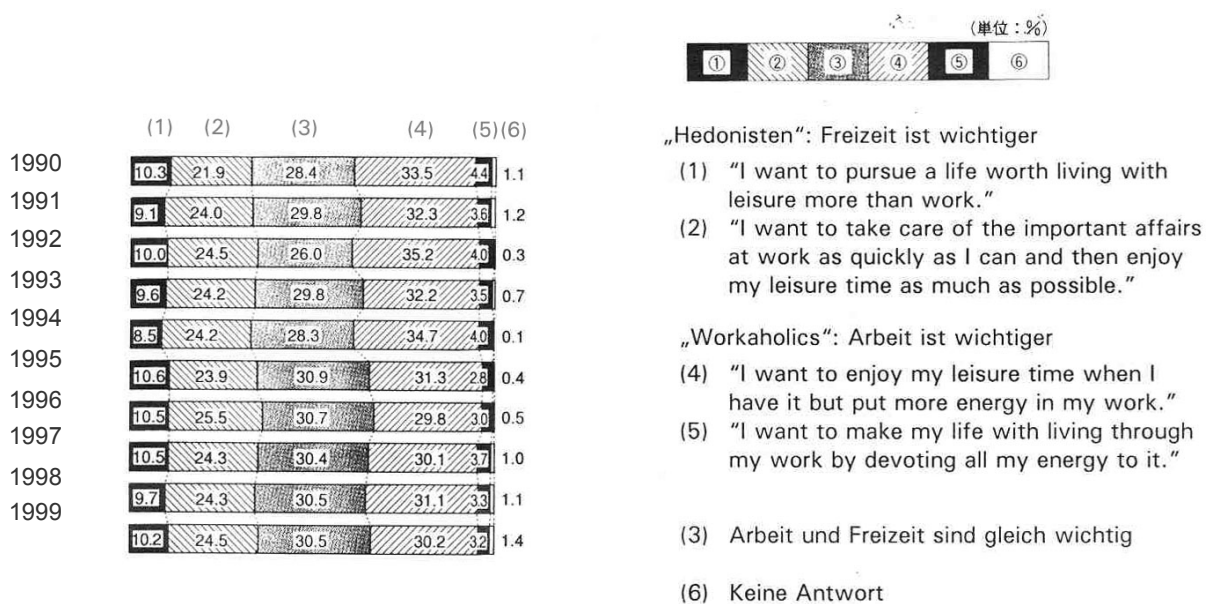 (単位:%)
① ② ③ ④ ⑤ ⑥
(1) (2) (3) (4) (5) (6)
1990 10.3 21.9 28.4 33.5 4.4 1.1
1991 9.1 24.0 29.8 32.3 3.6 1.2
1992 10.0 24.5 26.0 35.2 4.0 0.3
1993 9.6 24.2 29.8 32.2 3.5 0.7
1994 8.5 24.2 28.3 34.7 4.0 0.1
1995 10.6 23.9 30.9 31.3 2.8 0.4
1996 10.5 25.5 30.7 29.8 3.0 0.5
1997 10.5 24.3 30.4 30.1 3.7 1.0
1998 9.7 24.3 30.5 31.1 3.3 1.1
1999 10.2 24.5 30.5 30.2 3.2 1.4
„Hedonisten": Freizeit ist wichtiger
(1) "I want to pursue a life worth living with
leisure more than work."
(2) "I want to take care of the important affairs
at work as quickly as I can and then enjoy
my leisure time as much as possible."
„Workaholics": Arbeit ist wichtiger
(4) "I want to enjoy my leisure time when I
have it but put more energy in my work."
(5) "I want to make my life with living through
my work by devoting all my energy to it."
(3) Arbeit und Freizeit sind gleich wichtig
(6) Keine Antwort